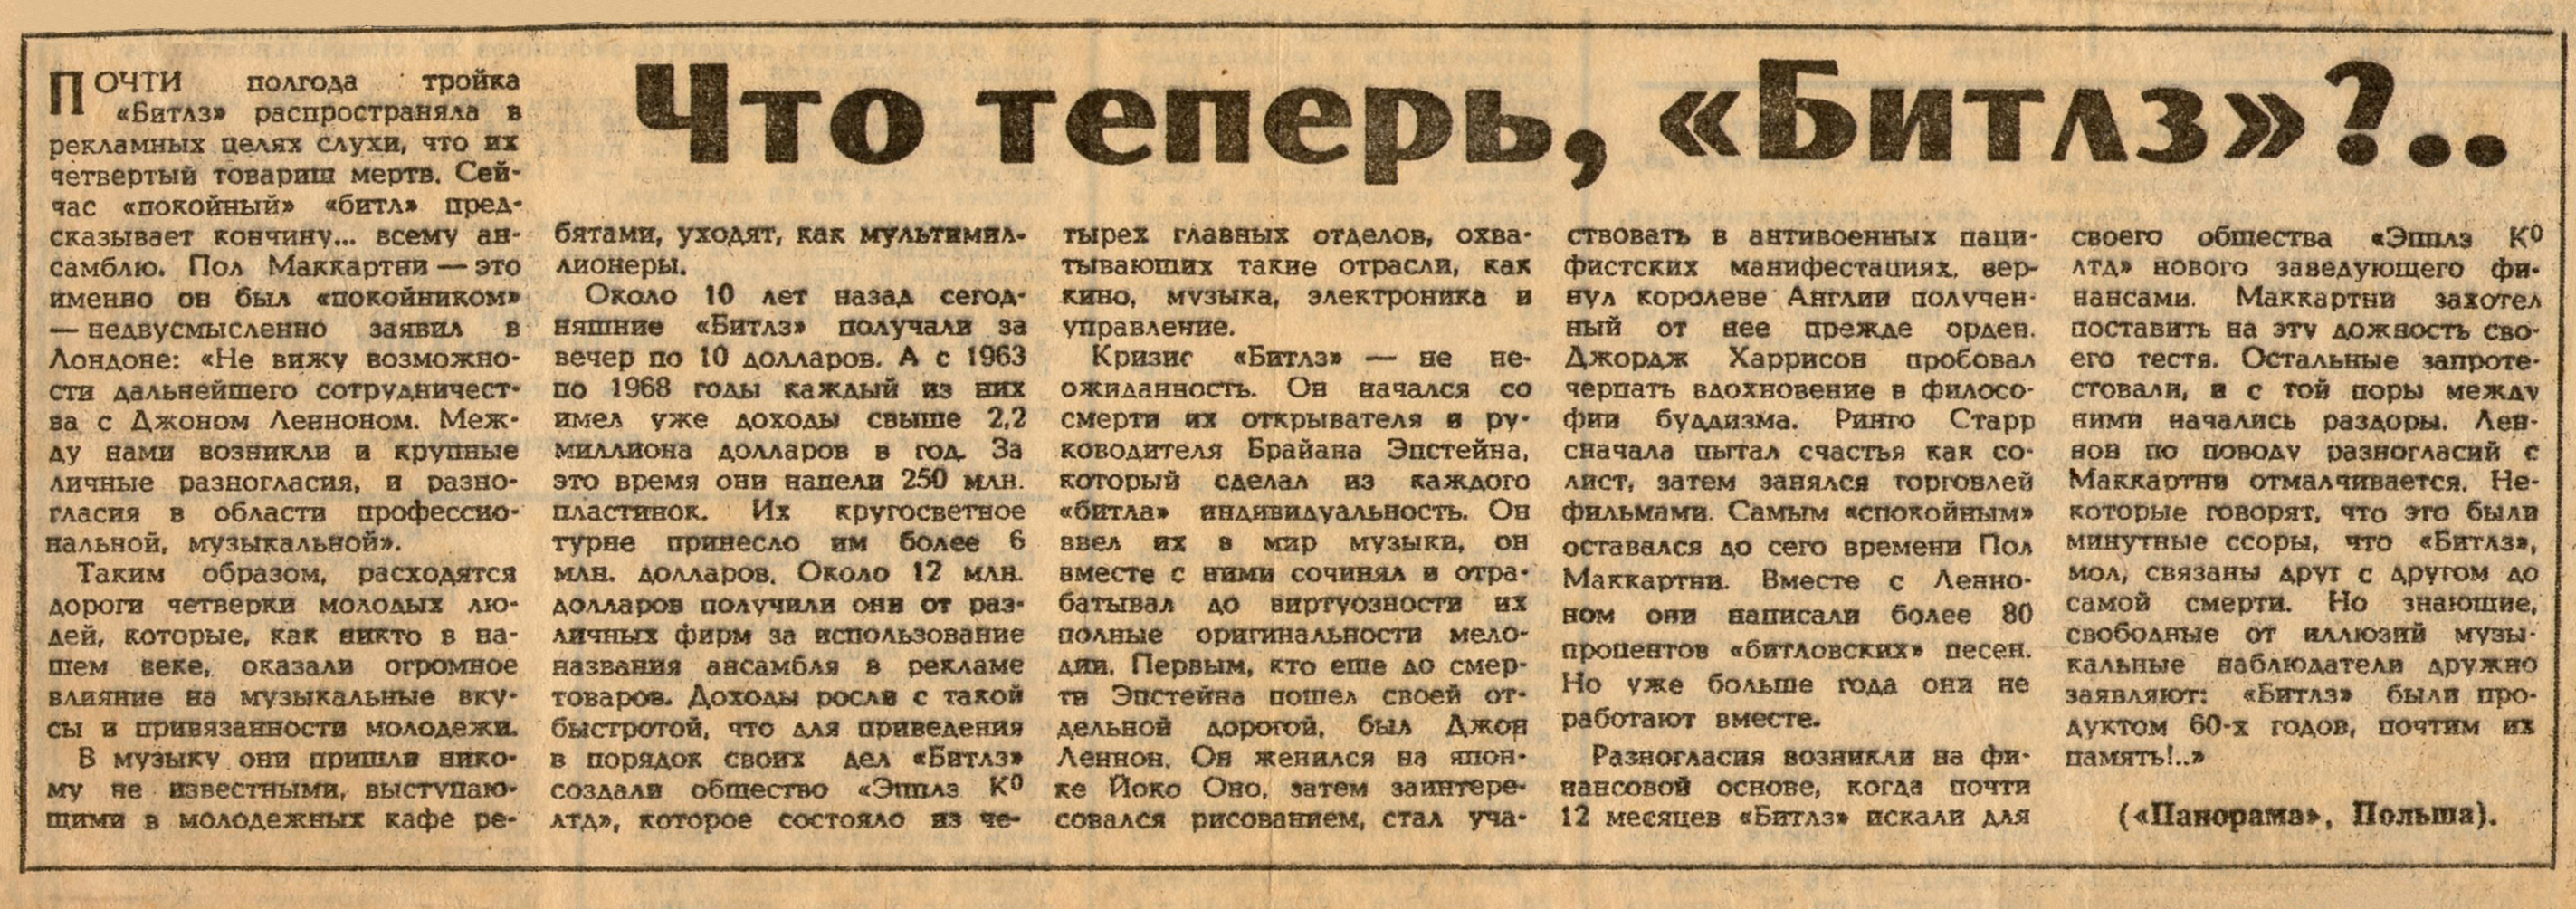 Что теперь, «Битлз»?..
ПОЧТИ полгода тройка
«Битлз» распространяла в
рекламных целях слухи, что их
четвертый товарищ мертв. Сей-
час «покойный» «битл» пред-
сказывает кончину... всему ан-
самблю. Пол Маккартни — это
именно он был «покойником»
— недвусмысленно заявил в
Лондоне: «Не вижу возможно-
сти дальнейшего сотрудничест-
ва с Джоном Ленноном. Меж-
ду нами возникли и крупные
личные разногласия, и разно-
гласия в области профессио-
нальной, музыкальной».
Таким образом, расходятся
дороги четверки молодых лю-
дей, которые, как никто в на-
шем веке, оказали огромное
влияние на музыкальные вку-
сы и привязанности молодежи.
В музыку они пришли нико-
му не известными, выступаю-
щими в молодежных кафе ре-
бятами, уходят, как мультимил-
лионеры.
Около 10 лет назад сегод-
няшние «Битлз» получали за
вечер по 10 долларов. А с 1963
по 1968 годы каждый из них
имел уже доходы свыше 2,2
миллиона долларов в год. За
это время они напели 250 млн.
пластинок. Их кругосветное
турне принесло им более 6
млн. долларов. Около 12 млн.
долларов получили они от раз-
личных фирм за использование
названия ансамбля в рекламе
товаров. Доходы росли с такой
быстротой, что для приведения
в порядок своих дел «Битлз»
создали общество «Эпплз К⁰
лтд», которое состояло из че-
тырех главных отделов, охва-
тывающих такие отрасли, как
кино, музыка, электроника и
управление.
Кризис «Битлз» — не не-
ожиданность. Он начался со
смерти их открывателя и ру-
ководителя Брайана Эпстейна,
который сделал из каждого
«битла» индивидуальность. Он
ввел их в мир музыки, он
вместе с ними сочинял и отра-
батывал до виртуозности их
полные оригинальности мело-
дии. Первым, кто еще до смер-
ти Эпстейна пошел своей от-
дельной дорогой, был Джон
Леннон. Он женился на япон-
ке Йоко Оно, затем заинтере-
совался рисованием, стал уча-
ствовать в антивоенных паци-
фистских манифестациях, вер-
нул королеве Англии получен-
ный от нее прежде орден.
Джордж Харрисон пробовал
черпать вдохновение в филосо-
фии буддизма. Ринго Старр
сначала пытал счастья как со-
лист, затем занялся торговлей
фильмами. Самым «спокойным»
оставался до сего времени Пол
Маккартни. Вместе с Ленно-
ном они написали более 80
процентов «битловских» песен.
Но уже больше года они не
работают вместе.
Разногласия возникли на фи-
нансовой основе, когда почти
12 месяцев «Битлз» искали для
своего общества «Эпплз К⁰
лтд» нового заведующего фи-
нансами. Маккартни захотел
поставить на эту дожность сво-
его тестя. Остальные запроте-
стовали, и с той поры между
ними начались раздоры. Лен-
нон по поводу разногласий с
Маккартни отмалчивается. Не-
которые говорят, что это были
минутные ссоры, что «Битлз»,
мол, связаны друг с другом до
самой смерти. Но знающие,
свободные от иллюзий музы-
кальные наблюдатели дружно
заявляют: «Битлз» были про-
дуктом 60-х годов, почтим их
память!..»
(«Панорама», Польша).